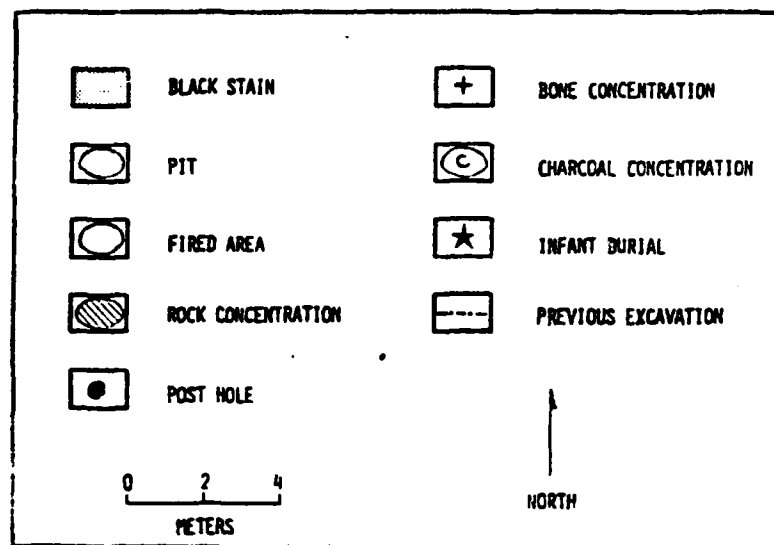 BLACK STAIN
PIT
FIRED AREA
ROCK CONCENTRATION
POST HOLE
+ BONE CONCENTRATION
C CHARCOAL CONCENTRATION
INFANT BURIAL
PREVIOUS EXCAVATION
0 2 4
METERS
NORTH